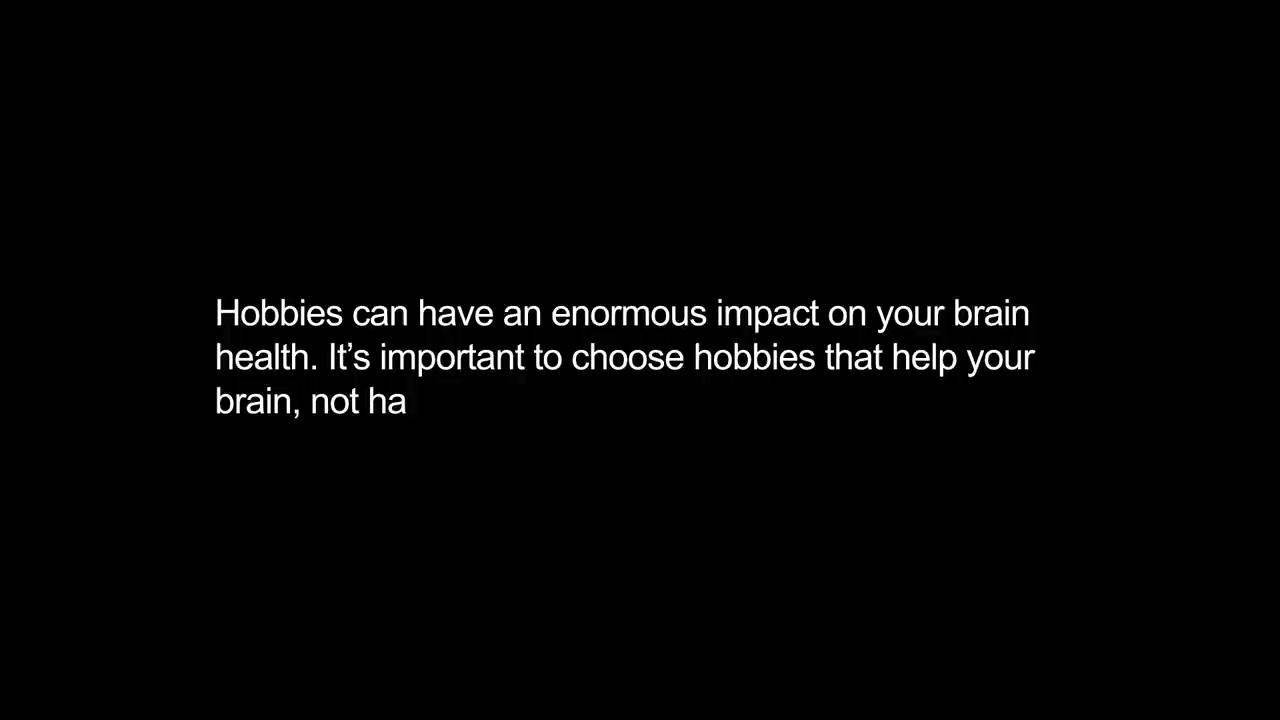 Hobbies can have an enormous impact on your brain
health. It’s important to choose hobbies that help your
brain, not ha